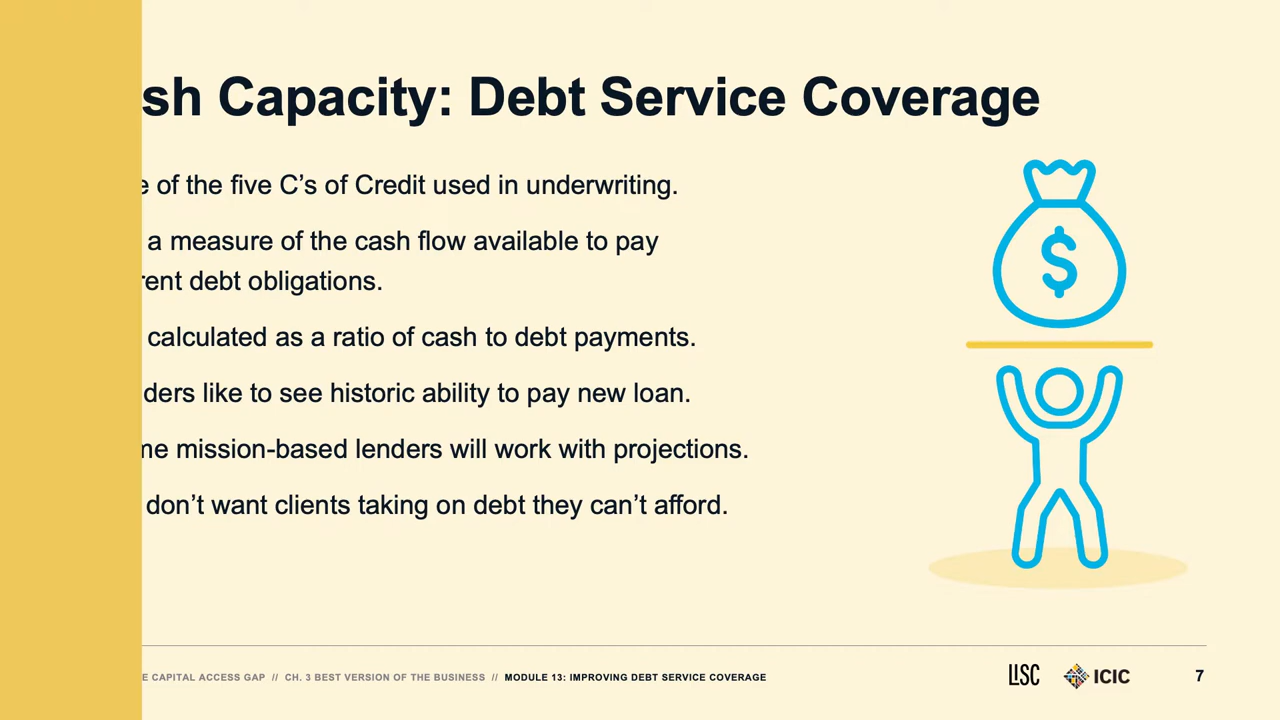 sh Capacity: Debt Service Coverage
e of the five C’s of Credit used in underwriting.
a measure of the cash flow available to pay
rent debt obligations.
calculated as a ratio of cash to debt payments.
ders like to see historic ability to pay new loan.
me mission-based lenders will work with projections.
don’t want clients taking on debt they can’t afford.
$
E CAPITAL ACCESS GAP // CH. 3 BEST VERSION OF THE BUSINESS // MODULE 13: IMPROVING DEBT SERVICE COVERAGE
LISC ICIC 7